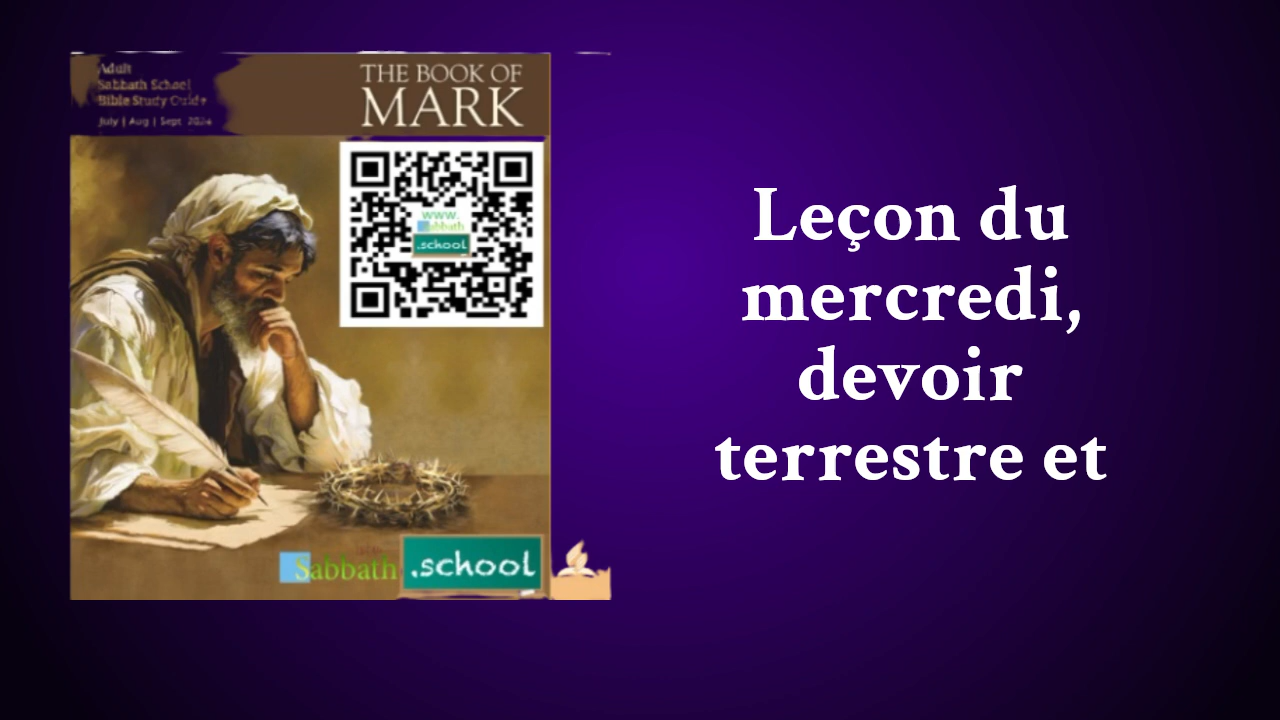 Adult
Sabbath School
Bible Study Guide
July | Aug | Sept 2024
THE BOOK OF
MARK
www.
Sabbath
.school
Sabbath .school
Leçon du
mercredi,
devoir
terrestre et